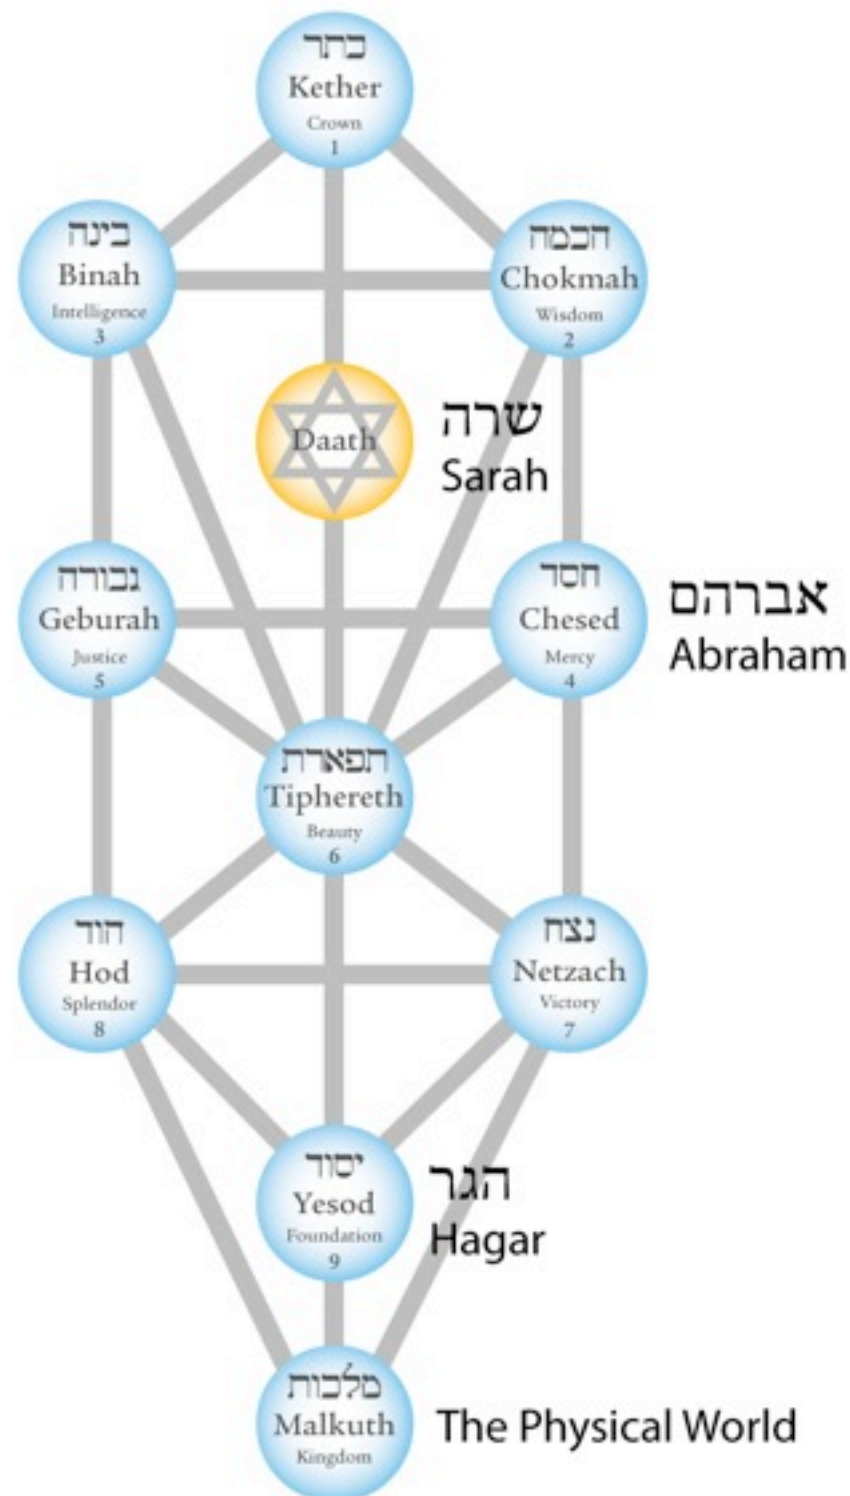 כתר
Kether
Crown
1
בינה
Binah
Intelligence
3
חכמה
Chokmah
Wisdom
2
Daath
שרה
Sarah
גבורה
Geburah
Justice
5
חסד
Chesed
Mercy
4
אברהם
Abraham
תפארת
Tiphereth
Beauty
6
הוד
Hod
Splendor
8
נצח
Netzach
Victory
7
יסוד
Yesod
Foundation
9
הגר
Hagar
מלכות
Malkuth
Kingdom
The Physical World